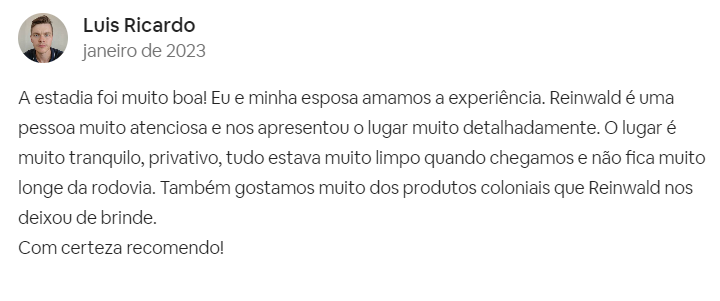 Luis Ricardo
janeiro de 2023
A estadia foi muito boa! Eu e minha esposa amamos a experiência. Reinwald é uma
pessoa muito atenciosa e nos apresentou o lugar muito detalhadamente. O lugar é
muito tranquilo, privativo, tudo estava muito limpo quando chegamos e não fica muito
longe da rodovia. Também gostamos muito dos produtos coloniais que Reinwald nos
deixou de brinde.
Com certeza recomendo!